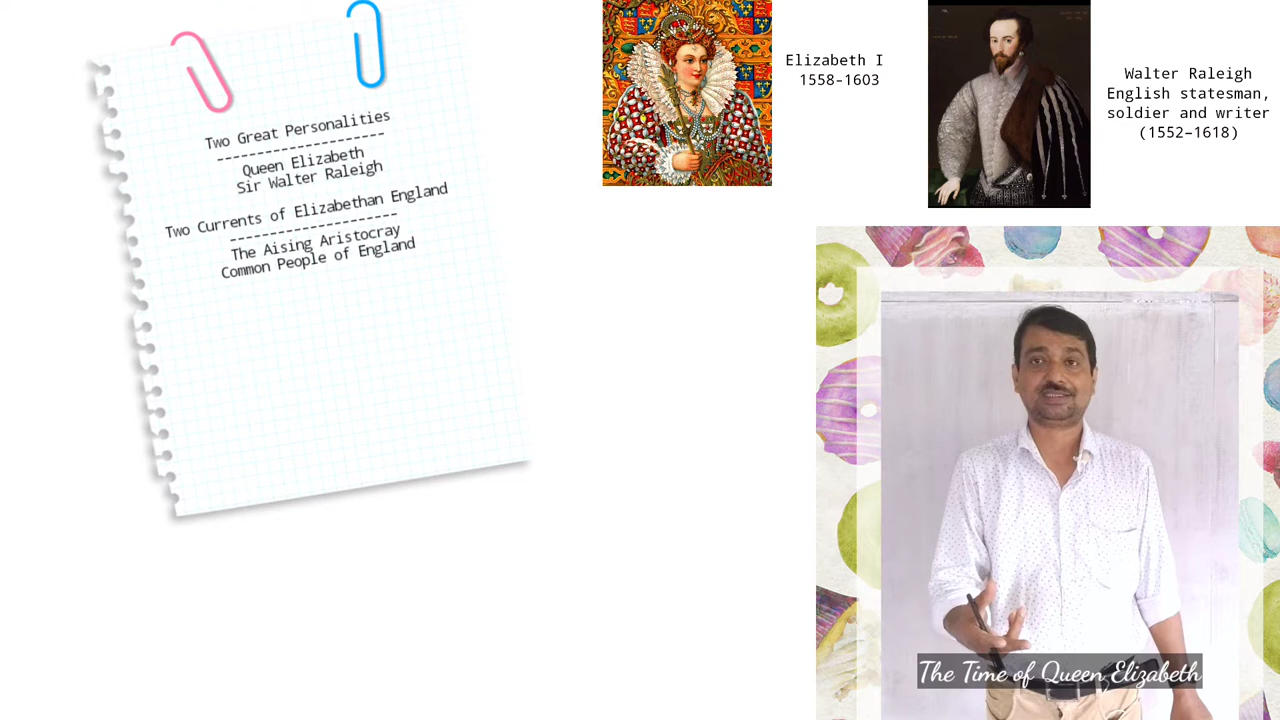 Two Great Personalities
---------------------
Queen Elizabeth
Sir Walter Raleigh
Two Currents of Elizabethan England
---------------------
The Aising Aristocray
Common People of England
Elizabeth I
1558-1603
Walter Raleigh
English statesman,
soldier and writer
(1552–1618)
The Time of Queen Elizabeth